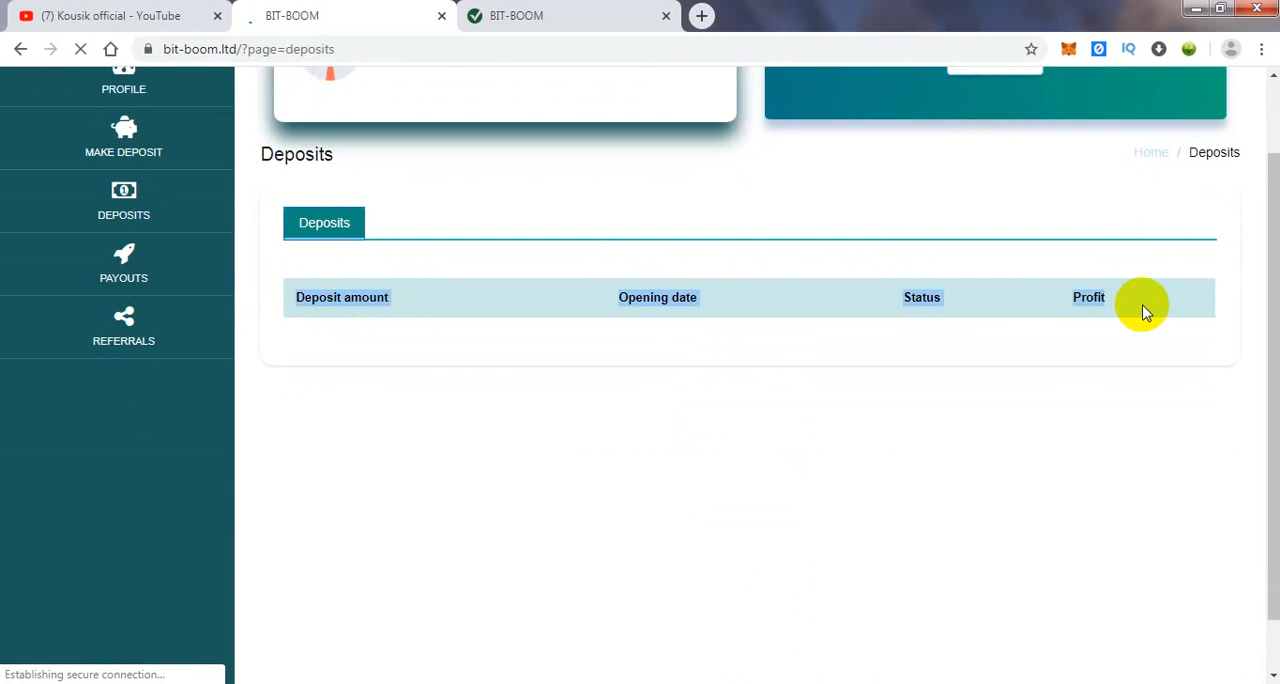 (7) Kousik official - YouTube
BIT-BOOM
BIT-BOOM
bit-boom.ltd/?page=deposits
IQ
PROFILE
MAKE DEPOSIT
DEPOSITS
PAYOUTS
REFERRALS
Deposits
Home / Deposits
Deposits
Deposit amount Opening date Status Profit
Establishing secure connection...